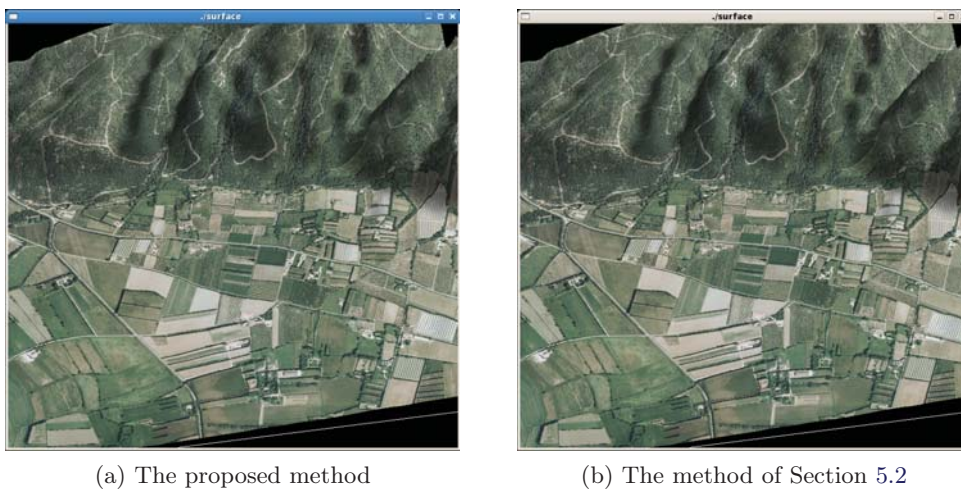 ./surface
./surface
(a) The proposed method
(b) The method of Section 5.2